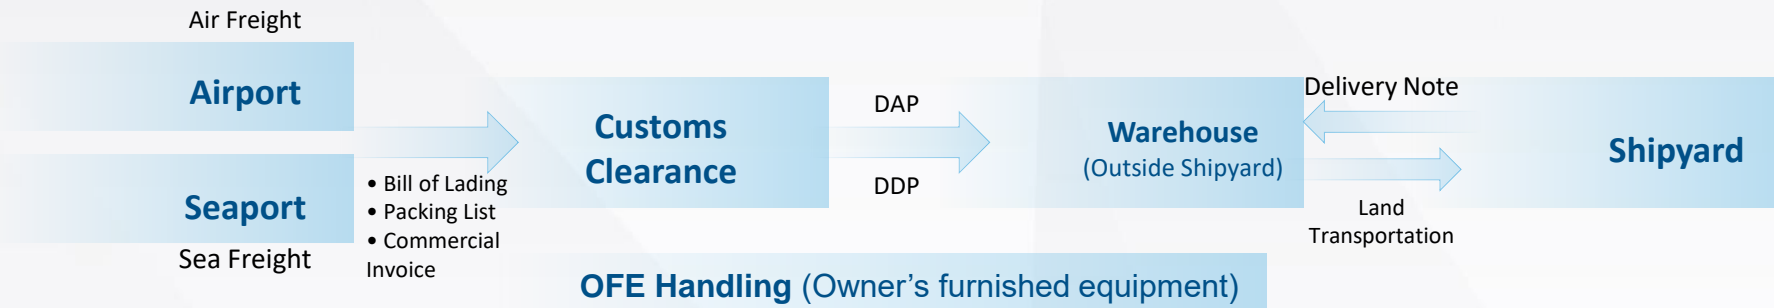 Air Freight
Airport
Seaport
Sea Freight
• Bill of Lading
• Packing List
• Commercial
Invoice
Customs
Clearance
DAP
DDP
Warehouse
(Outside Shipyard)
Delivery Note
Land
Transportation
Shipyard
OFE Handling (Owner’s furnished equipment)